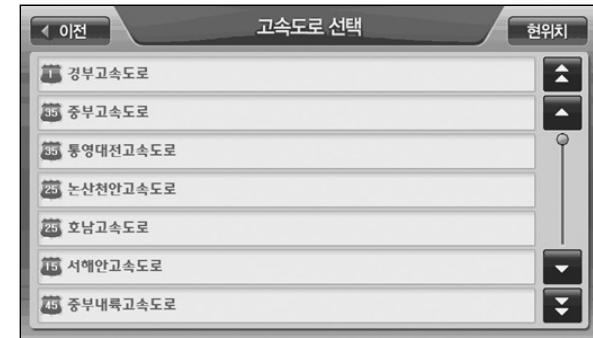 이전 고속도로 선택 현위치
1 경부고속도로
35 중부고속도로
35 통영대전고속도로
25 논산천안고속도로
25 호남고속도로
15 서해안고속도로
45 중부내륙고속도로